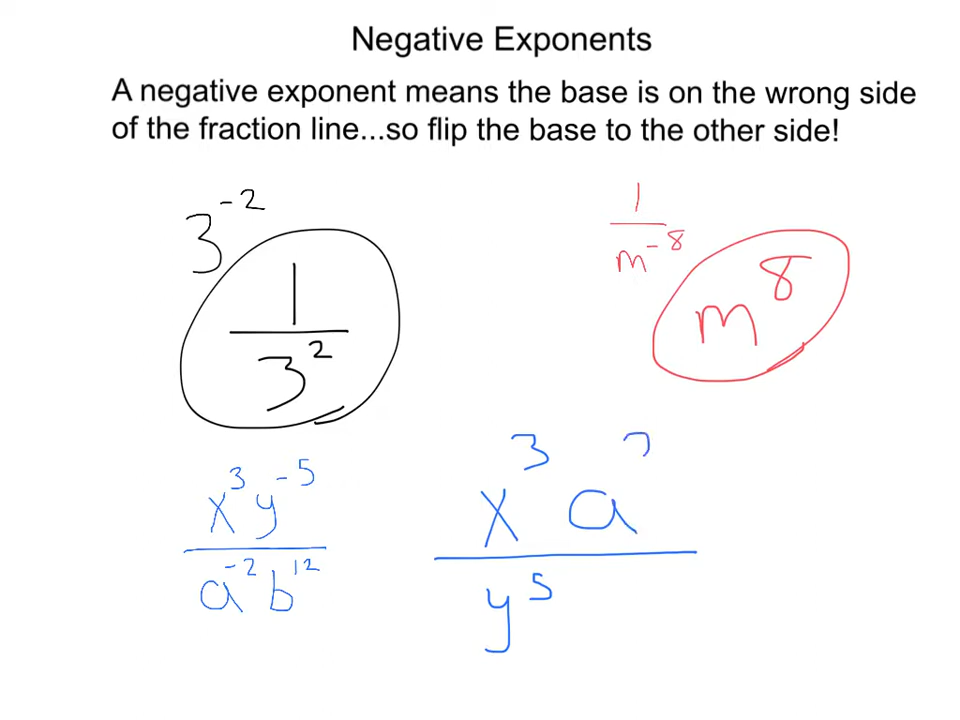 Negative Exponents
A negative exponent means the base is on the wrong side
of the fraction line...so flip the base to the other side!
3^-2
1
3^2
1
m^-8
m^8
x^3 y^-5
a^-2 b^12
x^3 a
y^5